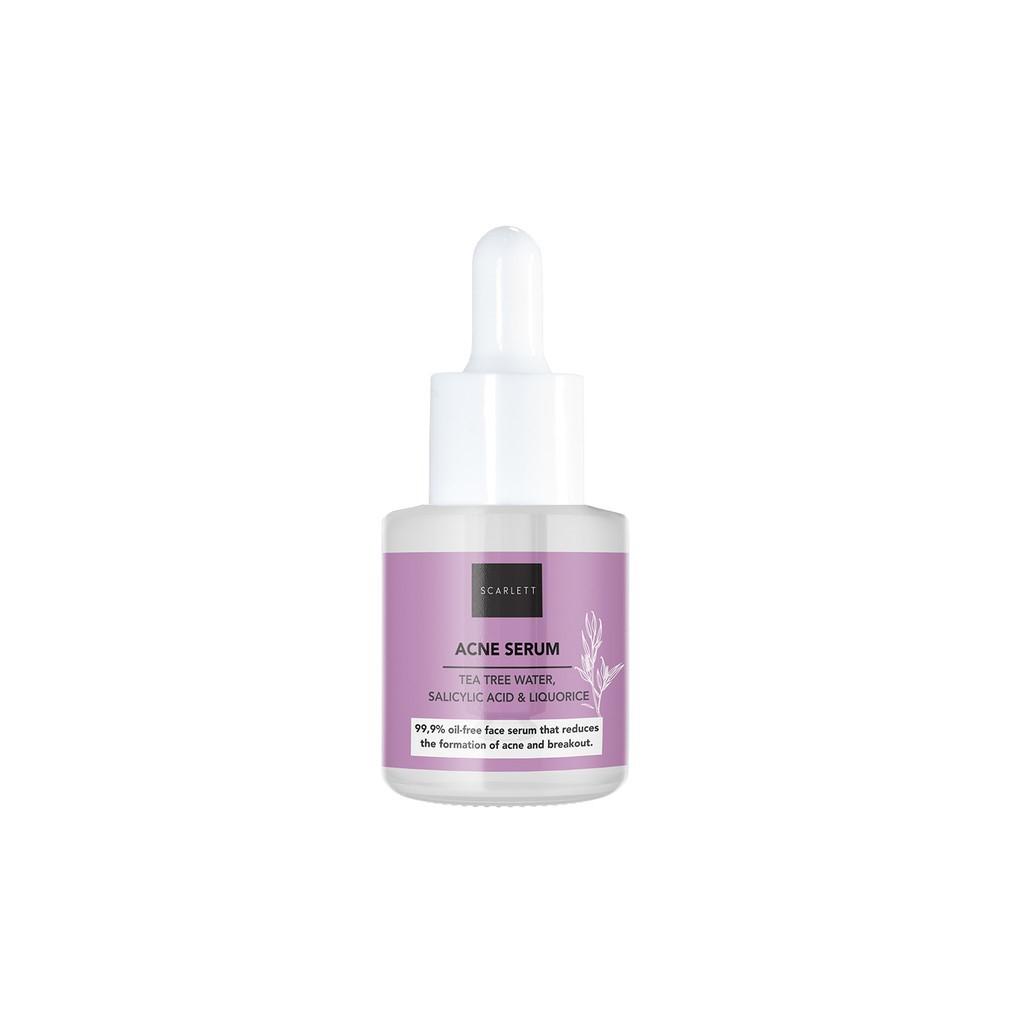 SCARLETT
ACNE SERUM
TEA TREE WATER,
SALICYLIC ACID & LIQUORICE
99,9% oil-free face serum that reduces
the formation of acne and breakout.